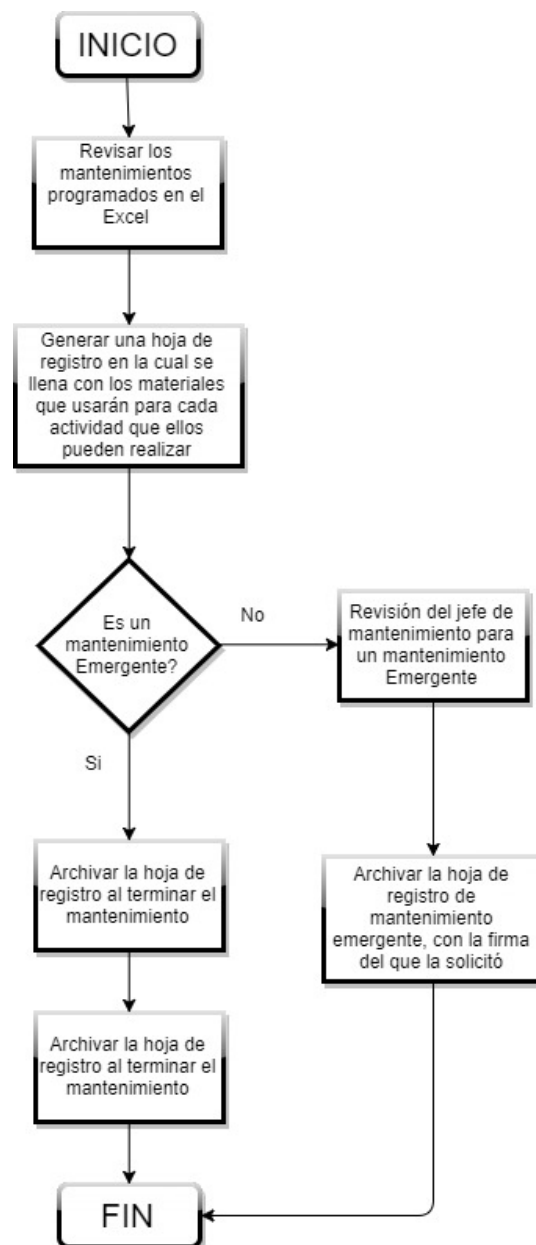 INICIO
Revisar los
mantenimientos
programados en el
Excel
Generar una hoja de
registro en la cual se
llena con los materiales
que usarán para cada
actividad que ellos
pueden realizar
Es un
mantenimiento
Emergente?
No
Revisión del jefe de
mantenimiento para
un mantenimiento
Emergente
Si
Archivar la hoja de
registro al terminar el
mantenimiento
Archivar la hoja de
registro de
mantenimiento
emergente, con la firma
del que la solicitó
Archivar la hoja de
registro al terminar el
mantenimiento
FIN